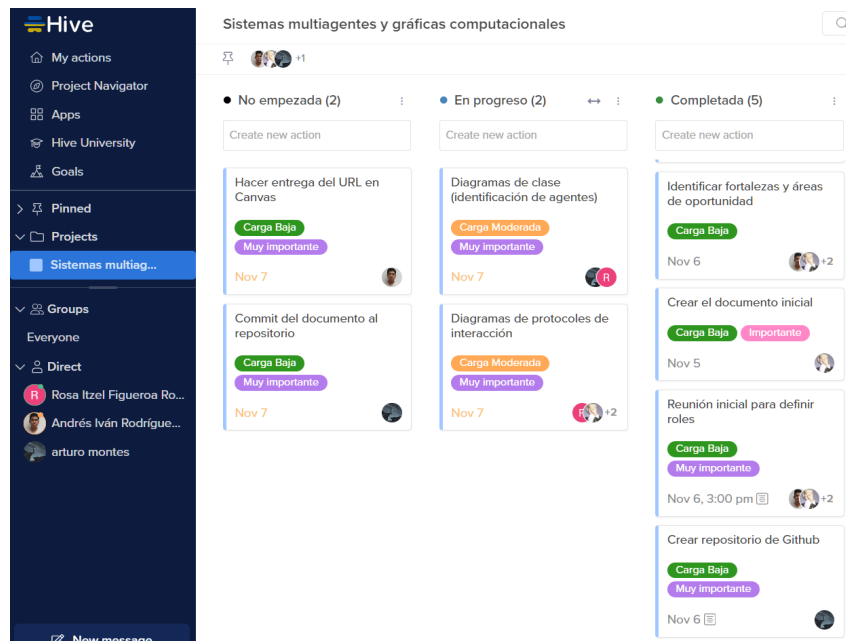 Hive
My actions
Project Navigator
Apps
Hive University
Goals
Pinned
Projects
Sistemas multiag...
Groups
Everyone
Direct
R
Rosa Itzel Figueroa Ro...
Andrés Iván Rodrígue...
arturo montes
New message
Sistemas multiagentes y gráficas computacionales
+1
No empezada (2)
Create new action
Hacer entrega del URL en
Canvas
Carga Baja
Muy importante
Nov 7
Commit del documento al
repositorio
Carga Baja
Muy importante
Nov 7
En progreso (2)
Create new action
Diagramas de clase
(identificación de agentes)
Carga Moderada
Muy importante
Nov 7
R
Diagramas de protocoles de
interacción
Carga Moderada
Muy importante
Nov 7
R
+2
Completada (5)
Create new action
Identificar fortalezas y áreas
de oportunidad
Carga Baja
Nov 6
+2
Crear el documento inicial
Carga Baja Importante
Nov 5
Reunión inicial para definir
roles
Carga Baja
Muy importante
Nov 6, 3:00 pm
+2
Crear repositorio de Github
Carga Baja
Muy importante
Nov 6